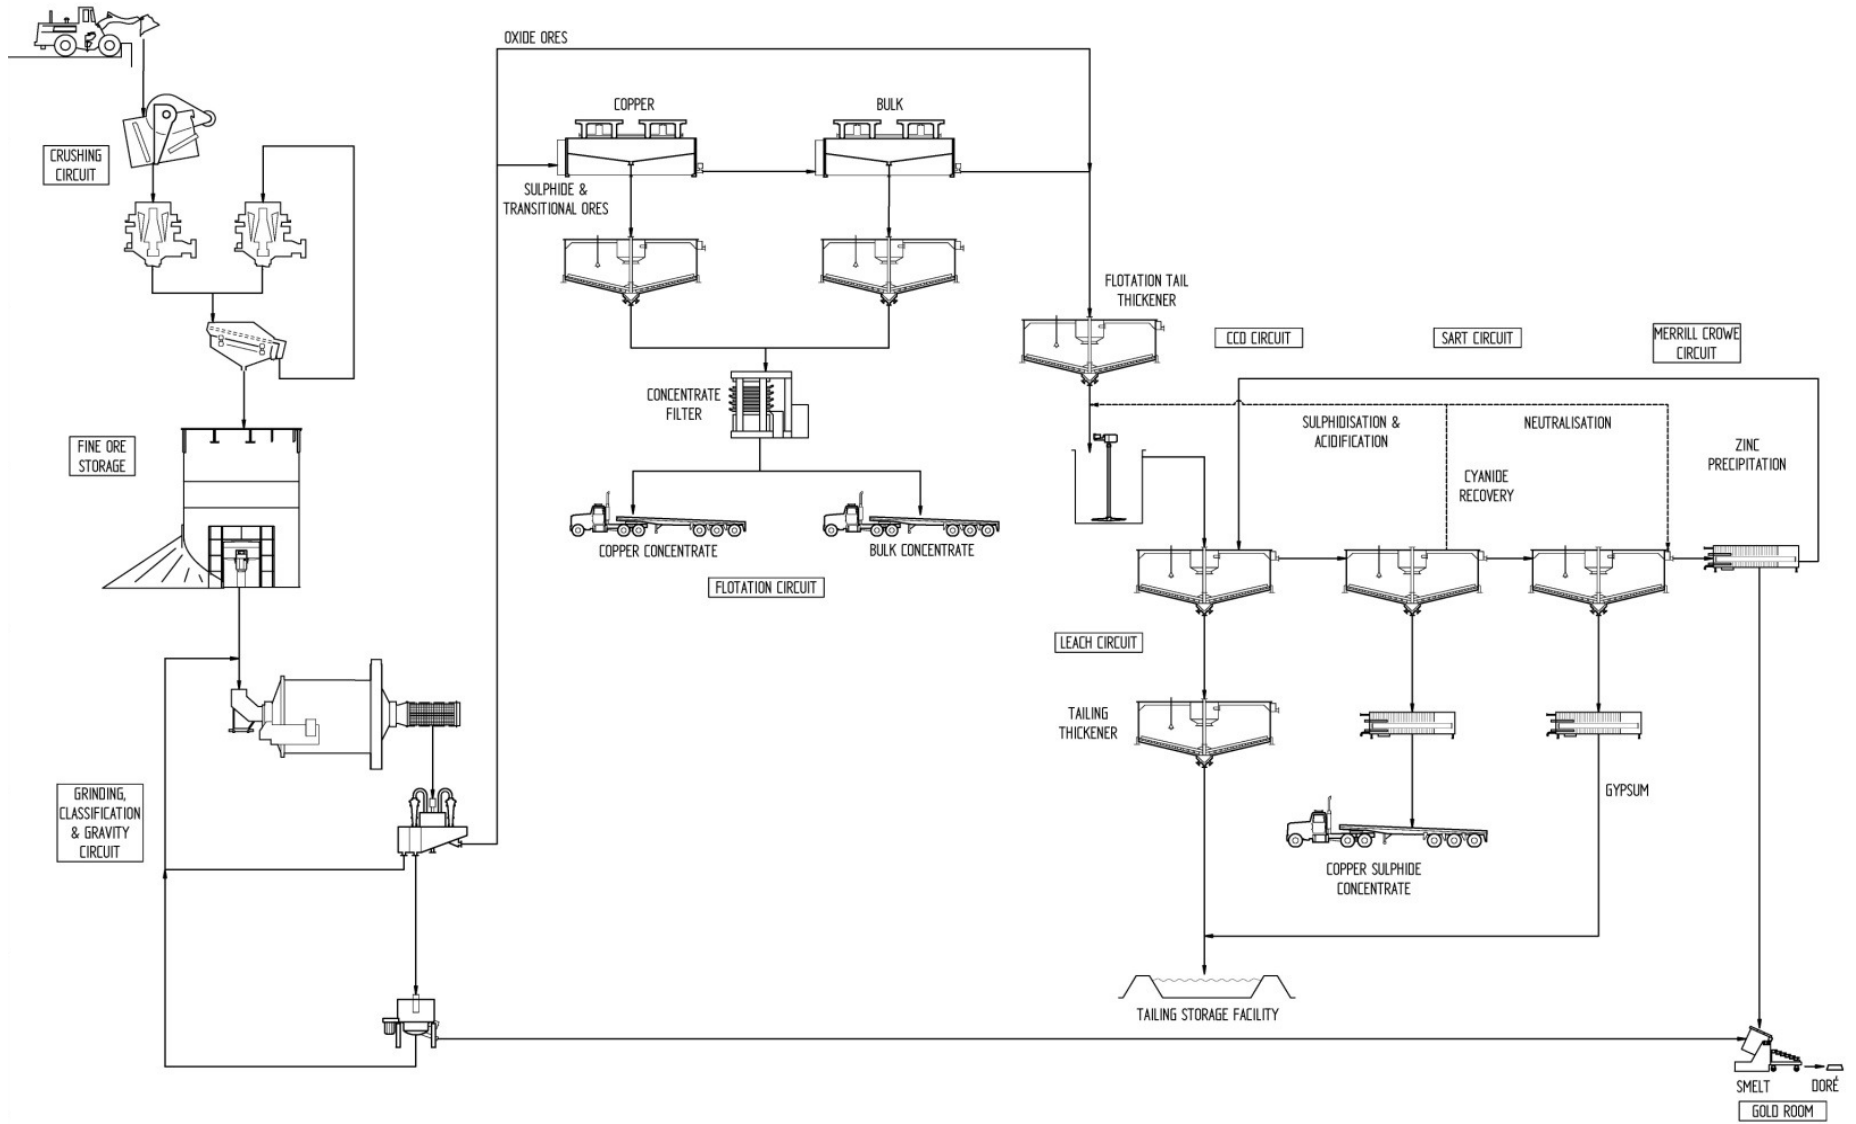 OXIDE ORES
COPPER
BULK
CRUSHING
CIRCUIT
SULPHIDE &
TRANSITIONAL ORES
FLOTATION TAIL
THICKENER
CCD CIRCUIT
SART CIRCUIT
MERRILL CROWE
CIRCUIT
CONCENTRATE
FILTER
SULPHIDISATION &
ACIDIFICATION
NEUTRALISATION
ZINC
PRECIPITATION
FINE ORE
STORAGE
CYANIDE
RECOVERY
COPPER CONCENTRATE
BULK CONCENTRATE
FLOTATION CIRCUIT
LEACH CIRCUIT
TAILING
THICKENER
GRINDING,
CLASSIFICATION
& GRAVITY
CIRCUIT
GYPSUM
COPPER SULPHIDE
CONCENTRATE
TAILING STORAGE FACILITY
SMELT
DORÉ
GOLD ROOM